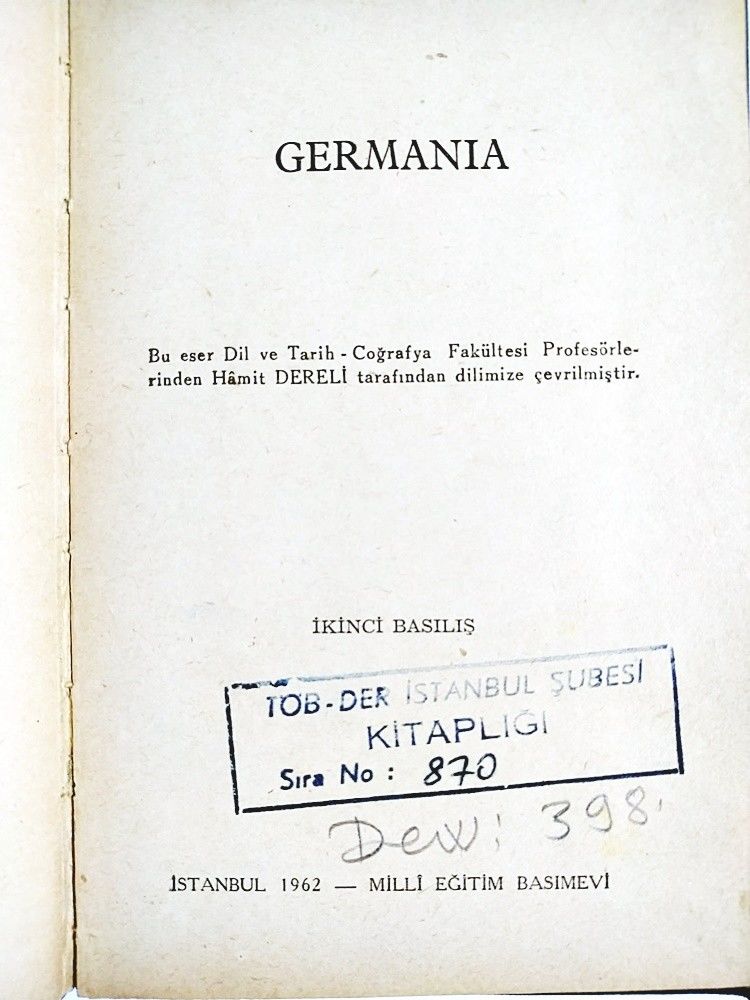 GERMANIA
Bu eser Dil ve Tarih - Coğrafya Fakültesi Profesörle-
rinden Hâmit DERELİ tarafından dilimize çevrilmiştir.
İKİNCİ BASILIŞ
TÖB-DER İSTANBUL ŞUBESİ
KİTAPLIĞI
Sıra No : 870
Dew: 398.
İSTANBUL 1962 — MİLLÎ EĞİTİM BASIMEVİ